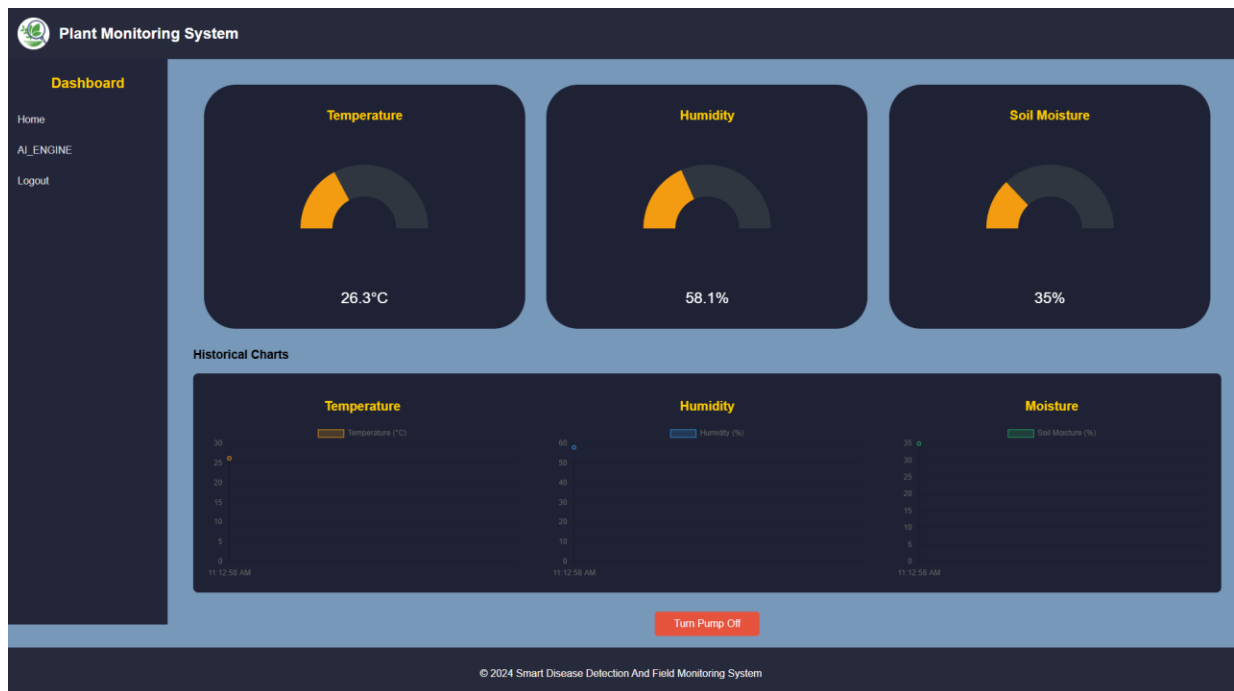 Plant Monitoring System
Dashboard
Home
AI_ENGINE
Logout
Temperature
26.3°C
Humidity
58.1%
Soil Moisture
35%
Historical Charts
Temperature
Temperature (°C)
30
25
20
15
10
5
0
11:12:58 AM
Humidity
Humidity (%)
60
50
40
30
20
10
0
11:12:58 AM
Moisture
Soil Moisture (%)
35
30
25
20
15
10
5
0
11:12:58 AM
Turn Pump Off
© 2024 Smart Disease Detection And Field Monitoring System